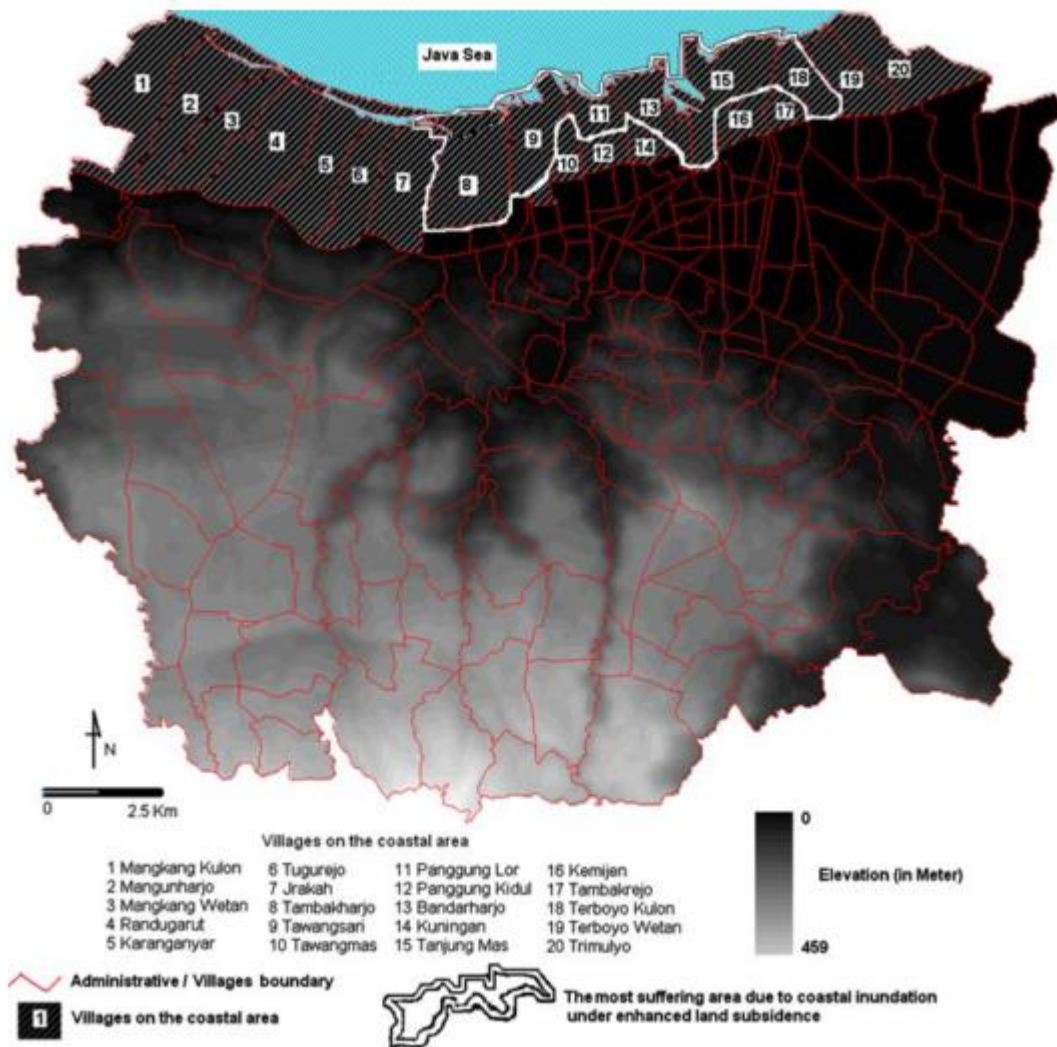 Java Sea
1
2
3
4
5
6
7
8
9
10
11
12
13
14
15
16
17
18
19
20
N
0 2.5 Km
Villages on the coastal area
1 Mangkang Kulon 6 Tugurejo 11 Panggung Lor 16 Kemijen
2 Mangunharjo 7 Jrakah 12 Panggung Kidul 17 Tambakrejo
3 Mangkang Wetan 8 Tambakharjo 13 Bandarharjo 18 Terboyo Kulon
4 Randugarut 9 Tawangsari 14 Kuningan 19 Terboyo Wetan
5 Karanganyar 10 Tawangmas 15 Tanjung Mas 20 Trimulyo
0
Elevation (in Meter)
459
Administrative / Villages boundary
1 Villages on the coastal area
The most suffering area due to coastal inundation
under enhanced land subsidence